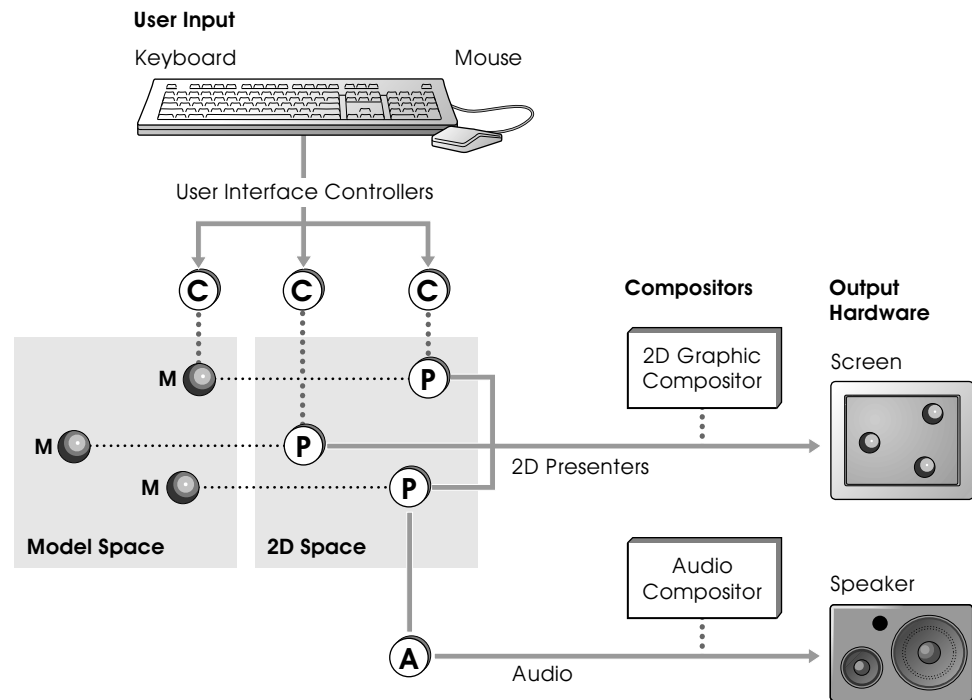 User Input
Keyboard
Mouse
User Interface Controllers
C
C
C
Compositors
Output
Hardware
2D Graphic
Compositor
Screen
M
P
M
P
2D Presenters
M
P
Model Space
2D Space
Audio
Compositor
Speaker
A
Audio